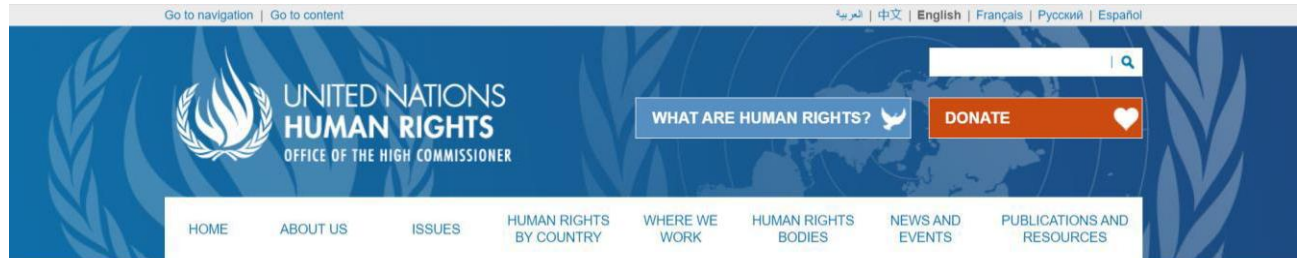 Go to navigation | Go to content
العربية | 中文 | English | Français | Русский | Español
UNITED NATIONS
HUMAN RIGHTS
OFFICE OF THE HIGH COMMISSIONER
WHAT ARE HUMAN RIGHTS?
DONATE
HOME
ABOUT US
ISSUES
HUMAN RIGHTS
BY COUNTRY
WHERE WE
WORK
HUMAN RIGHTS
BODIES
NEWS AND
EVENTS
PUBLICATIONS AND
RESOURCES